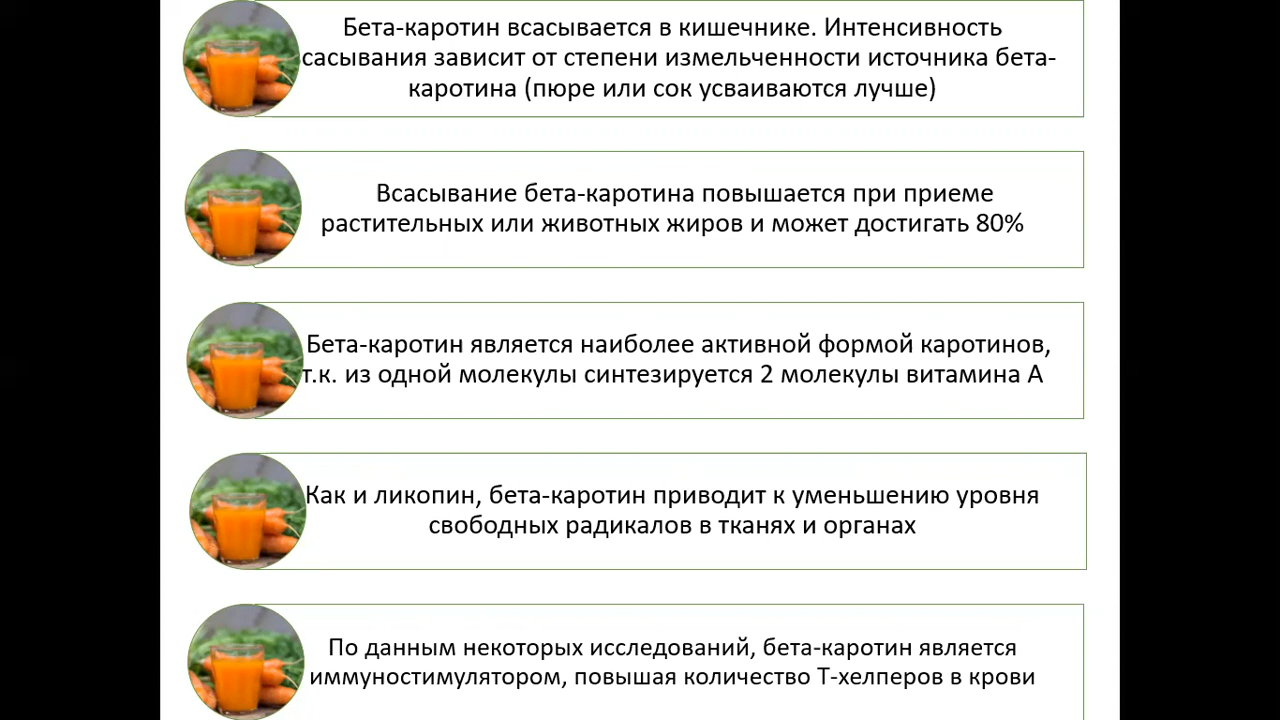 Бета-каротин всасывается в кишечнике. Интенсивность
сасывания зависит от степени измельченности источника бета-
каротина (пюре или сок усваиваются лучше)
Всасывание бета-каротина повышается при приеме
растительных или животных жиров и может достигать 80%
Бета-каротин является наиболее активной формой каротинов,
т.к. из одной молекулы синтезируется 2 молекулы витамина А
Как и ликопин, бета-каротин приводит к уменьшению уровня
свободных радикалов в тканях и органах
По данным некоторых исследований, бета-каротин является
иммуностимулятором, повышая количество Т-хелперов в крови